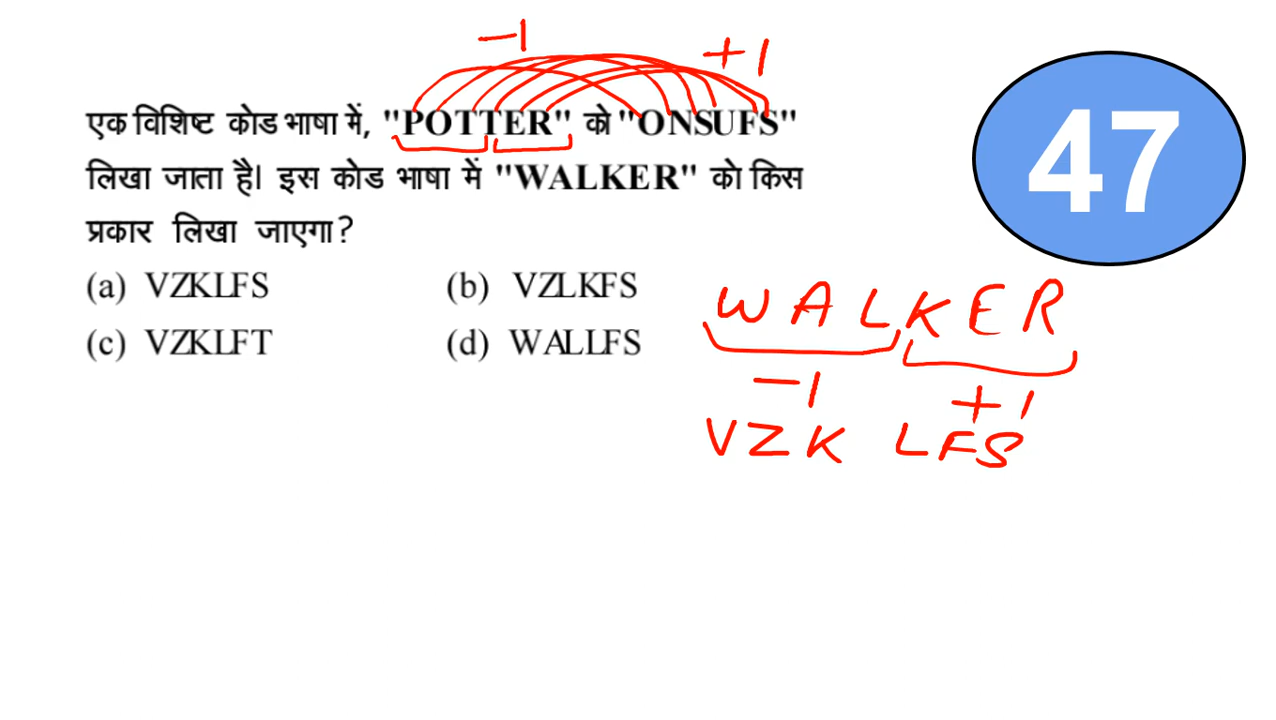 −1 +1
एक विशिष्ट कोड भाषा में, "POTTER" को "ONSUFS"
लिखा जाता है। इस कोड भाषा में "WALKER" को किस
प्रकार लिखा जाएगा?
(a) VZKLFS (b) VZLKFS
(c) VZKLFT (d) WALLFS
47
WALKER
−1 +1
VZK LFS